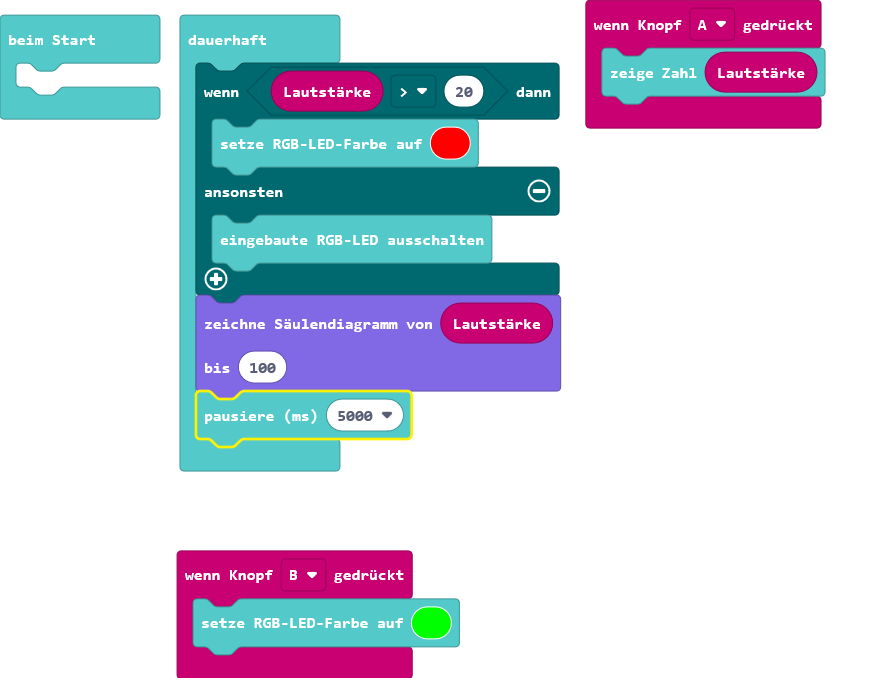 beim Start
dauerhaft
wenn Lautstärke > 20 dann
setze RGB-LED-Farbe auf
ansonsten
eingebaute RGB-LED ausschalten
zeichne Säulendiagramm von Lautstärke
bis 100
pausiere (ms) 5000
wenn Knopf A gedrückt
zeige Zahl Lautstärke
wenn Knopf B gedrückt
setze RGB-LED-Farbe auf